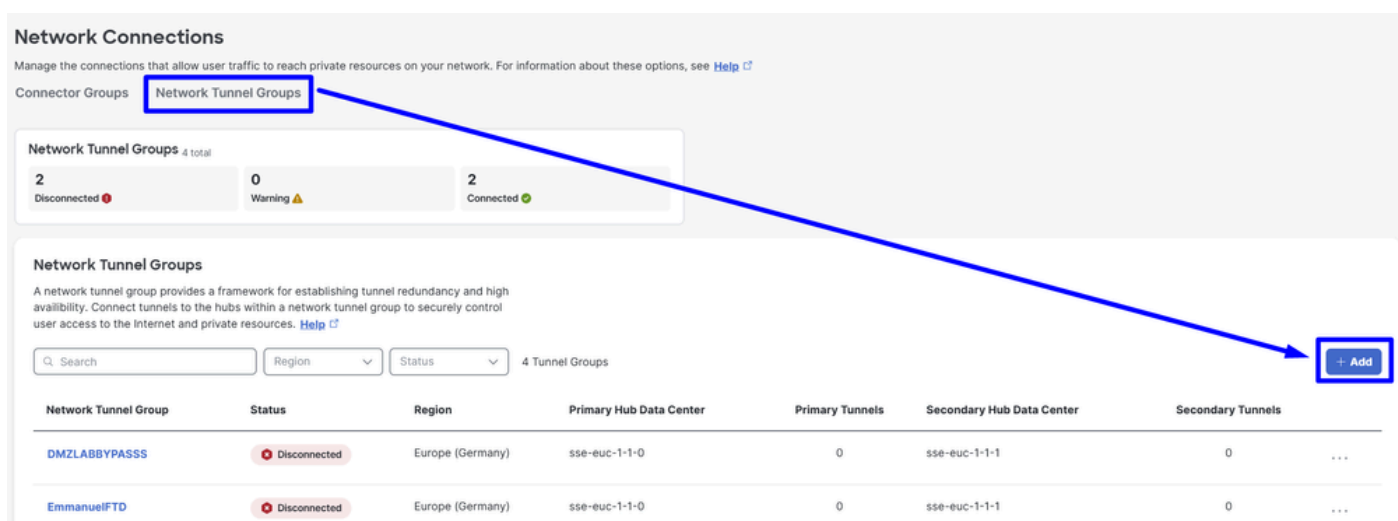 Network Connections
Manage the connections that allow user traffic to reach private resources on your network. For information about these options, see Help
Connector Groups Network Tunnel Groups
Network Tunnel Groups 4 total
2 0 2
Disconnected Warning Connected
Network Tunnel Groups
A network tunnel group provides a framework for establishing tunnel redundancy and high
availibility. Connect tunnels to the hubs within a network tunnel group to securely control
user access to the Internet and private resources. Help
Search Region Status 4 Tunnel Groups + Add
Network Tunnel Group Status Region Primary Hub Data Center Primary Tunnels Secondary Hub Data Center Secondary Tunnels
DMZLABBYPASSS Disconnected Europe (Germany) sse-euc-1-1-0 0 sse-euc-1-1-1 0 ...
EmmanuelFTD Disconnected Europe (Germany) sse-euc-1-1-0 0 sse-euc-1-1-1 0 ...